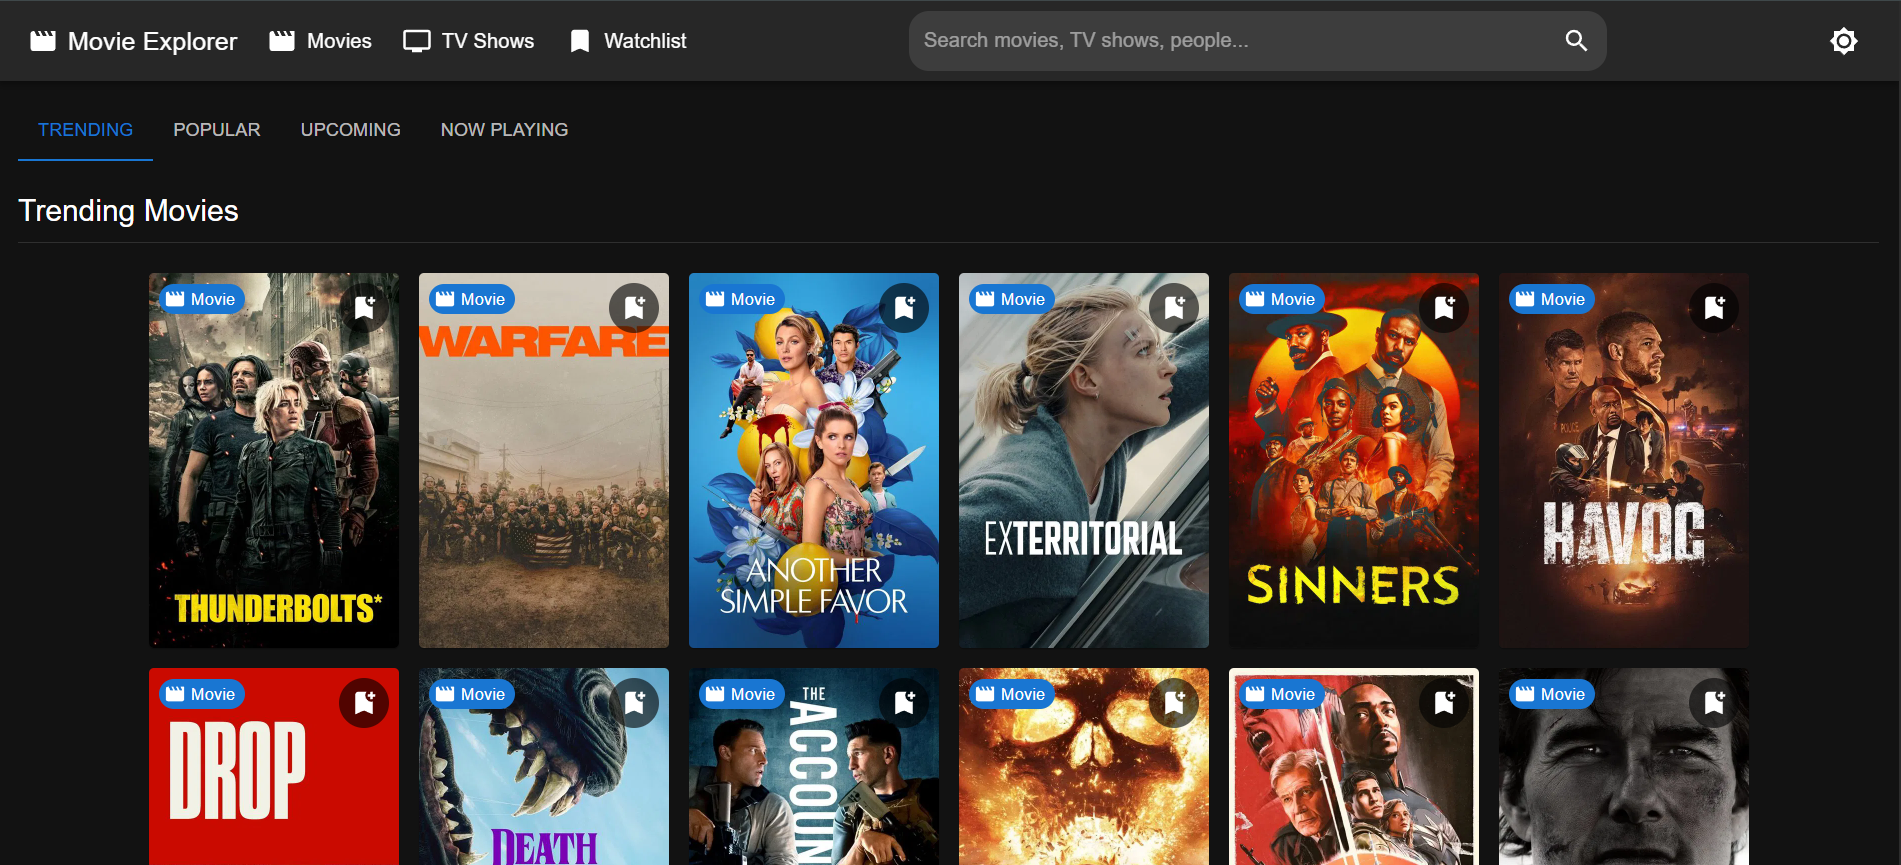 Movie Explorer Movies TV Shows Watchlist Search movies, TV shows, people...
TRENDING POPULAR UPCOMING NOW PLAYING
Trending Movies
Movie Movie Movie Movie Movie Movie
WARFARE
POLICE
EXTERRITORIAL
HAVOC
ANOTHER
SIMPLE FAVOR
SINNERS
THUNDERBOLTS*
Movie Movie Movie Movie Movie Movie
DROP
THE
ACCOUN
DEATH